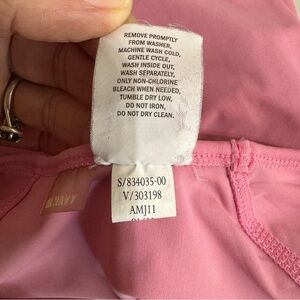 REMOVE PROMPTLY
FROM WASHER,
MACHINE WASH COLD,
GENTLE CYCLE,
WASH INSIDE OUT,
WASH SEPARATELY,
ONLY NON-CHLORINE
BLEACH WHEN NEEDED,
TUMBLE DRY LOW,
DO NOT IRON,
DO NOT DRY CLEAN.
S/834035-00
V/303198
AMJ11